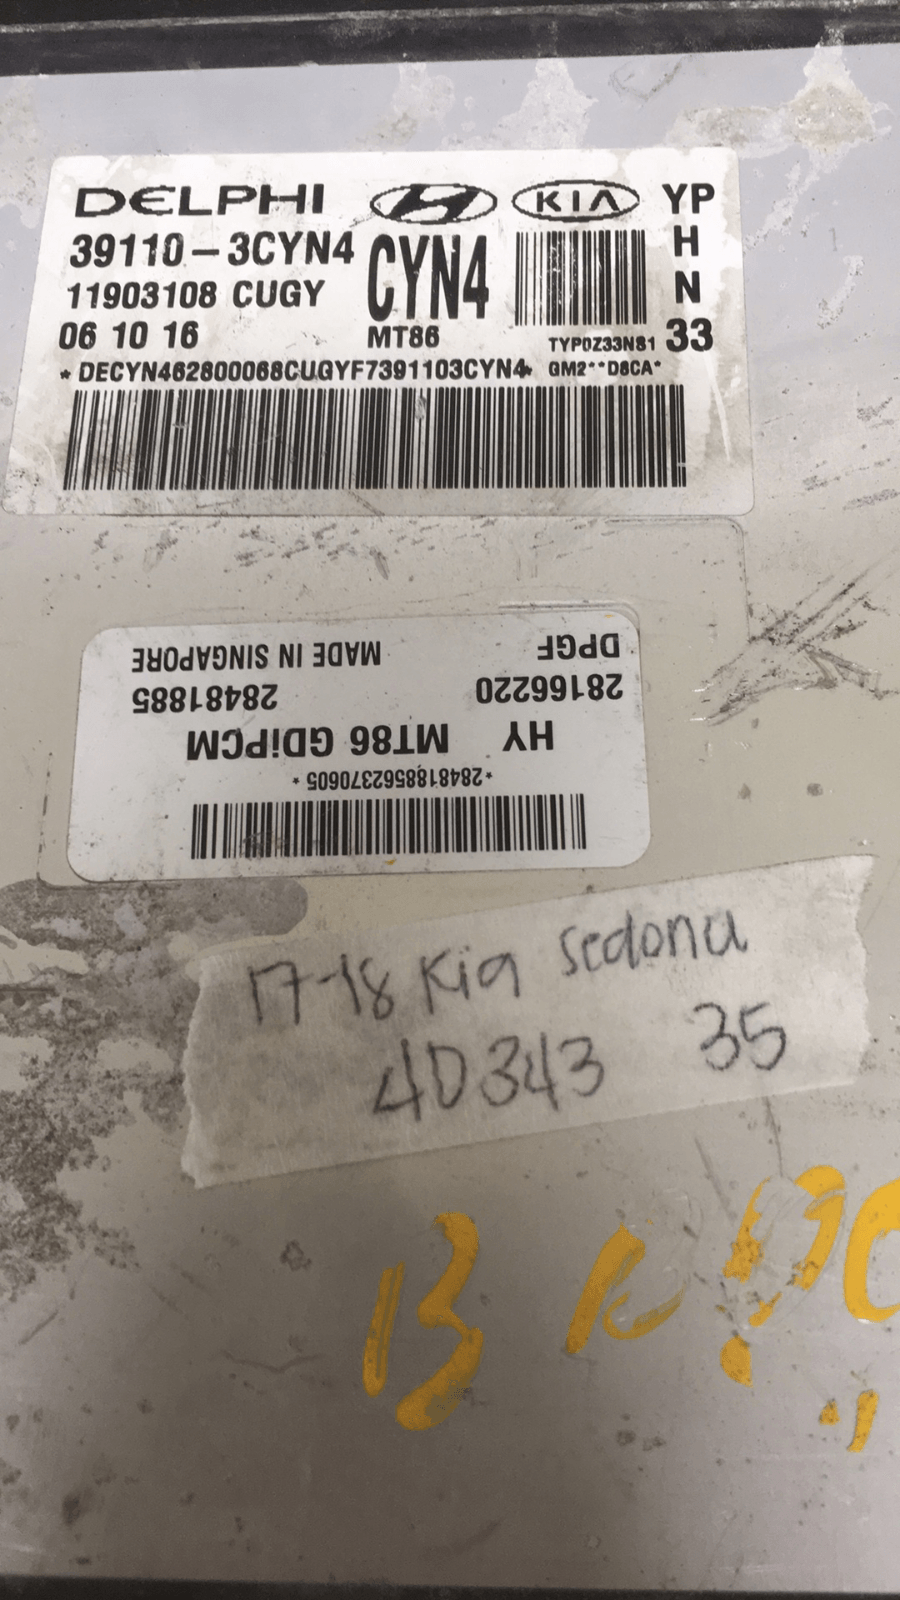 DELPHI KIA YP
39110-3CYN4 CYN4 H
11903108 CUGY N
06 10 16 MT86 TYP0Z33NS1 33
* DECYN462800068CUGYF7391103CYN4* GM2**D8CA*
*2848188562370605 *
HY MT86 GDiPCM
28166220 28481885
DPGF MADE IN SINGAPORE
17-18 Kia Sedona
40343 35